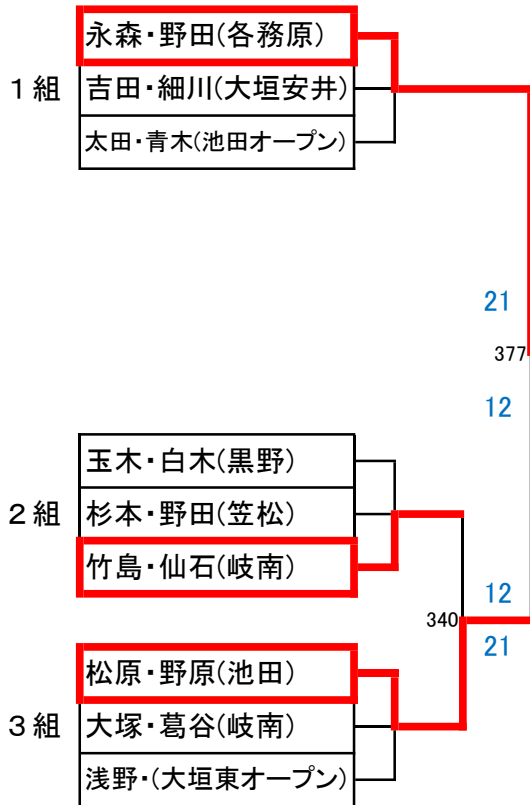 永森・野田(各務原)
1組 吉田・細川(大垣安井)
太田・青木(池田オープン)
21
377
12
玉木・白木(黒野)
2組 杉本・野田(笠松)
竹島・仙石(岐南)
12
340
21
松原・野原(池田)
3組 大塚・葛谷(岐南)
浅野・(大垣東オープン)